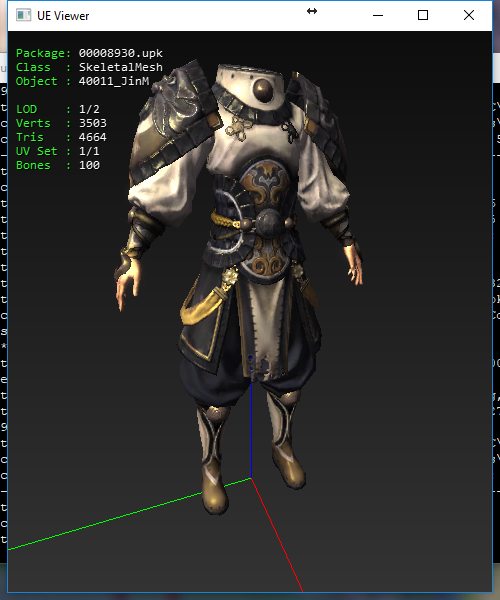 UE Viewer
Package: 00008930.upk
Class : SkeletalMesh
Object : 40011_JinM
LOD : 1/2
Verts : 3503
Tris : 4664
UV Set : 1/1
Bones : 100